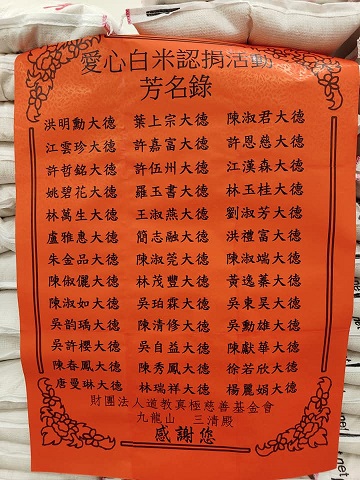 愛心白米認捐活動
芳名錄
洪明勳大德 葉上宗大德 陳淑君大德
江雲珍大德 許嘉富大德 許恩慈大德
許哲銘大德 許伍州大德 江漢森大德
姚碧花大德 羅玉書大德 林玉桂大德
林萬生大德 王淑燕大德 劉淑芳大德
盧雅惠大德 簡志融大德 洪禮富大德
朱金品大德 陳淑莞大德 陳淑端大德
陳俶儷大德 林茂豐大德 黃逸蓁大德
陳淑如大德 吳珀霖大德 吳東昊大德
吳韵瑀大德 陳清修大德 吳勳雄大德
吳許櫻大德 吳自益大德 陳獻華大德
陳春鳳大德 陳秀鳳大德 徐若欣大德
唐曼琳大德 林瑞祥大德 楊麗娟大德
財團法人道教真極慈善基金會
九龍山 三清殿
感謝您